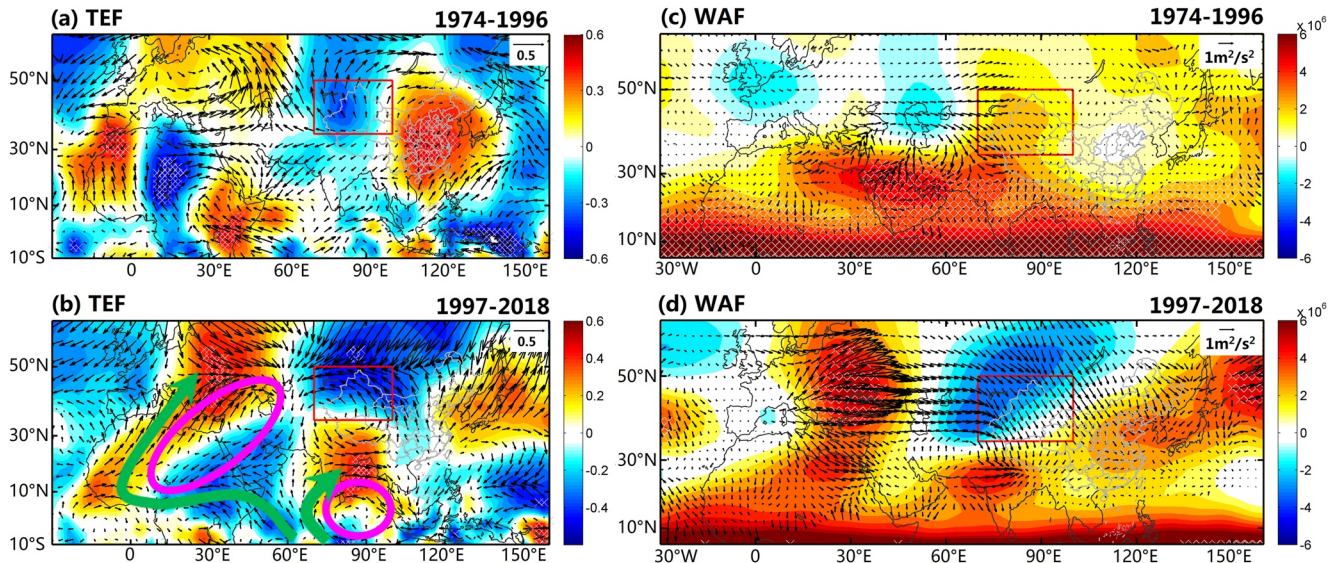 (a) TEF 1974-1996
50°N
30°N
10°N
10°S
0 30°E 60°E 90°E 120°E 150°E
0.5
0.6
0.3
0
-0.3
-0.6
(c) WAF 1974-1996
50°N
30°N
10°N
30°W 0 30°E 60°E 90°E 120°E 150°E
1m²/s²
x 10⁶
6
4
2
0
-2
-4
-6
(b) TEF 1997-2018
50°N
30°N
10°N
10°S
0 30°E 60°E 90°E 120°E 150°E
0.5
0.6
0.4
0.2
0
-0.2
-0.4
-0.6
(d) WAF 1997-2018
50°N
30°N
10°N
30°W 0 30°E 60°E 90°E 120°E 150°E
1m²/s²
x 10⁶
6
4
2
0
-2
-4
-6